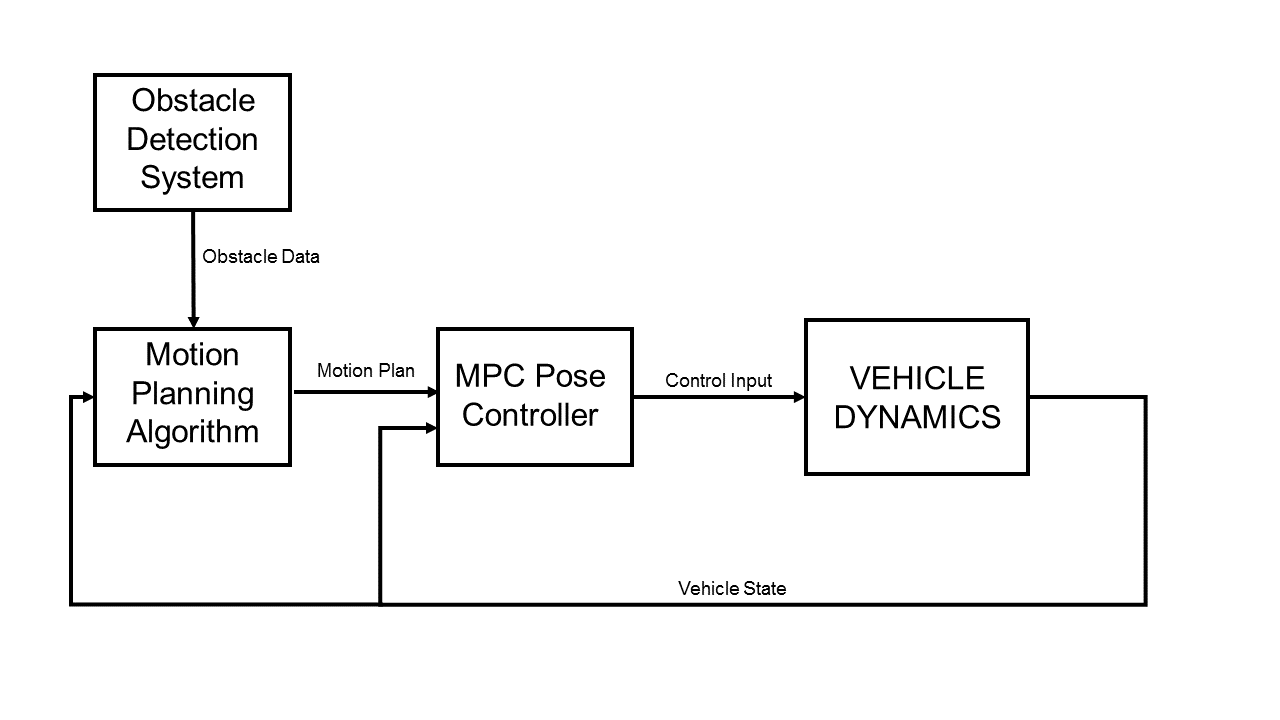 Obstacle
Detection
System
Obstacle Data
Motion
Planning
Algorithm
Motion Plan
MPC Pose
Controller
Control Input
VEHICLE
DYNAMICS
Vehicle State